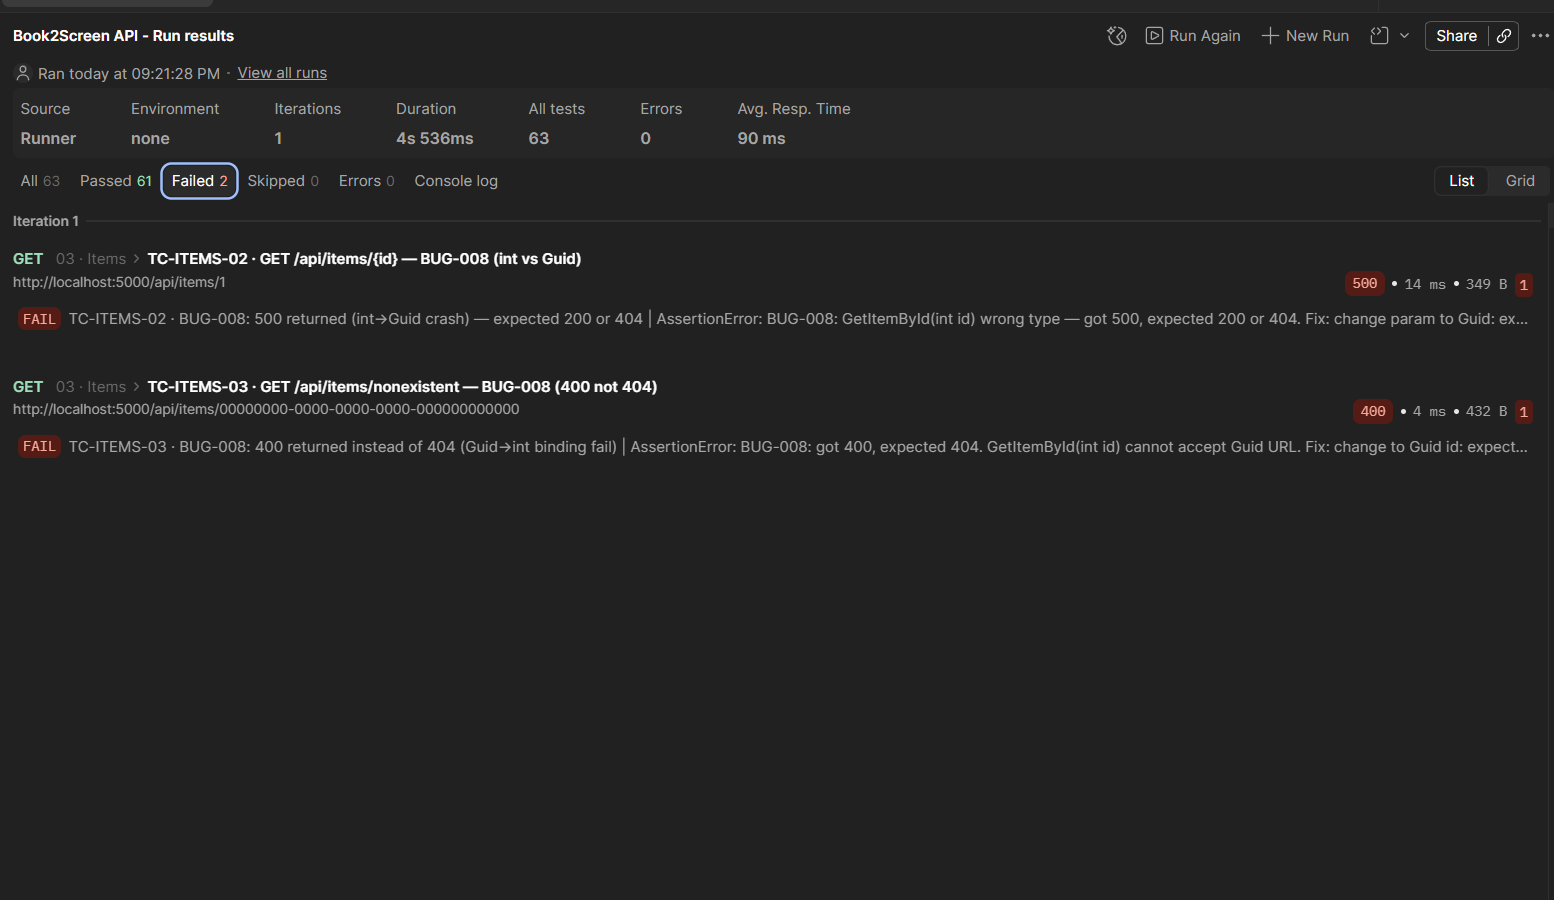 Book2Screen API - Run results
Run Again
New Run
Share
Ran today at 09:21:28 PM · View all runs
Source Environment Iterations Duration All tests Errors Avg. Resp. Time
Runner none 1 4s 536ms 63 0 90 ms
All 63 Passed 61 Failed 2 Skipped 0 Errors 0 Console log
List Grid
Iteration 1
GET 03 · Items > TC-ITEMS-02 · GET /api/items/{id} — BUG-008 (int vs Guid)
http://localhost:5000/api/items/1
500 • 14 ms • 349 B 1
FAIL TC-ITEMS-02 · BUG-008: 500 returned (int→Guid crash) — expected 200 or 404 | AssertionError: BUG-008: GetItemById(int id) wrong type — got 500, expected 200 or 404. Fix: change param to Guid: ex...
GET 03 · Items > TC-ITEMS-03 · GET /api/items/nonexistent — BUG-008 (400 not 404)
http://localhost:5000/api/items/00000000-0000-0000-0000-000000000000
400 • 4 ms • 432 B 1
FAIL TC-ITEMS-03 · BUG-008: 400 returned instead of 404 (Guid→int binding fail) | AssertionError: BUG-008: got 400, expected 404. GetItemById(int id) cannot accept Guid URL. Fix: change to Guid id: expect...